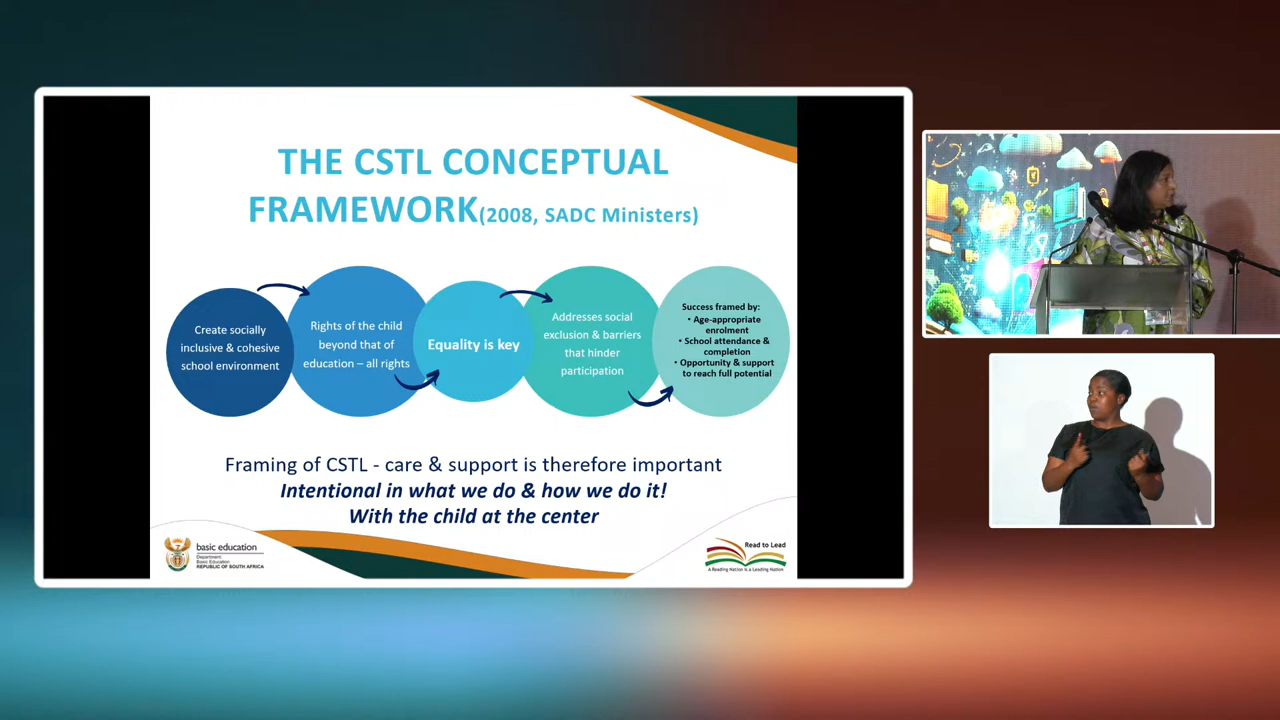 THE CSTL CONCEPTUAL
FRAMEWORK(2008, SADC Ministers)
Create socially
inclusive & cohesive
school environment
Rights of the child
beyond that of
education – all rights
Equality is key
Addresses social
exclusion & barriers
that hinder
participation
Success framed by:
• Age-appropriate
enrolment
• School attendance &
completion
• Opportunity & support
to reach full potential
Framing of CSTL - care & support is therefore important
Intentional in what we do & how we do it!
With the child at the center
basic education
Department:
Basic Education
REPUBLIC OF SOUTH AFRICA
Read to Lead
A Reading Nation is a Leading Nation